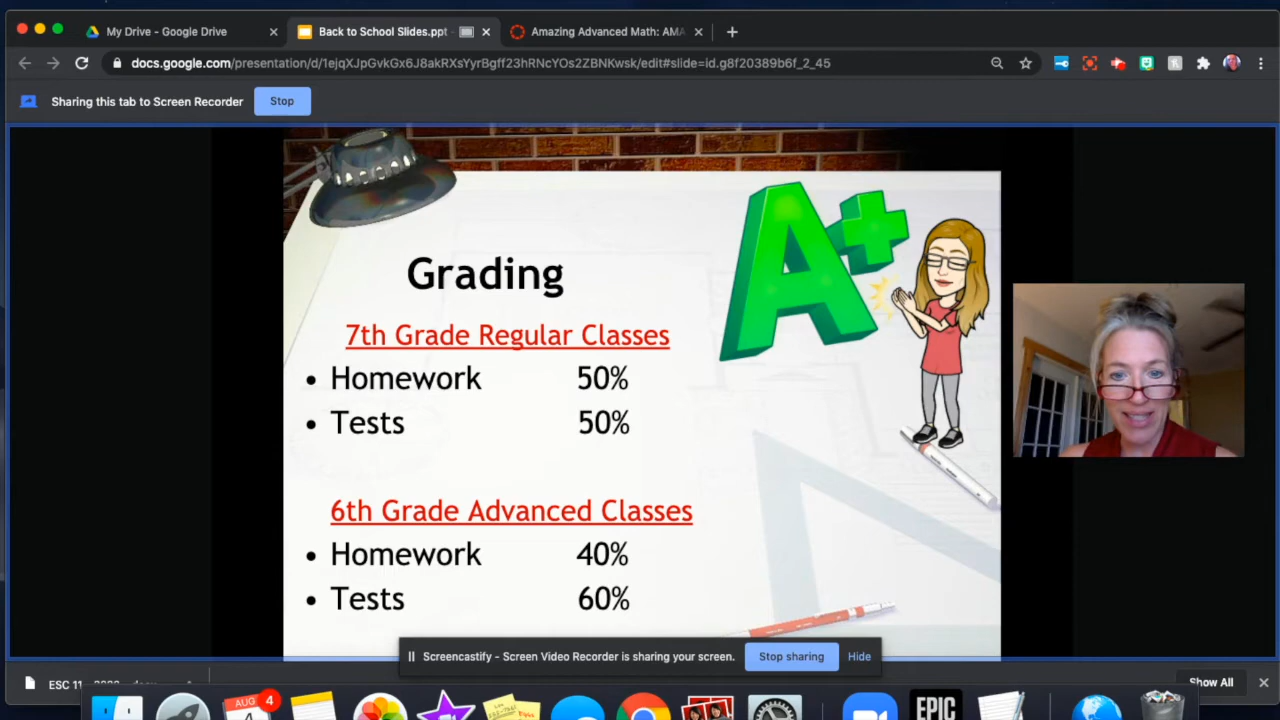 My Drive - Google Drive
Back to School Slides.ppt -
Amazing Advanced Math: AMA
docs.google.com/presentation/d/1ejqXJpGvkGx6J8akRXsYyrBgff23hRNcYOs2ZBNKwsk/edit#slide=id.g8f20389b6f_2_45
Sharing this tab to Screen Recorder
Stop
A+
Grading
7th Grade Regular Classes
• Homework 50%
• Tests 50%
6th Grade Advanced Classes
• Homework 40%
• Tests 60%
Screencastify - Screen Video Recorder is sharing your screen.
Stop sharing
Hide
ESC 11
Show All
AUG 4
4
EPIC